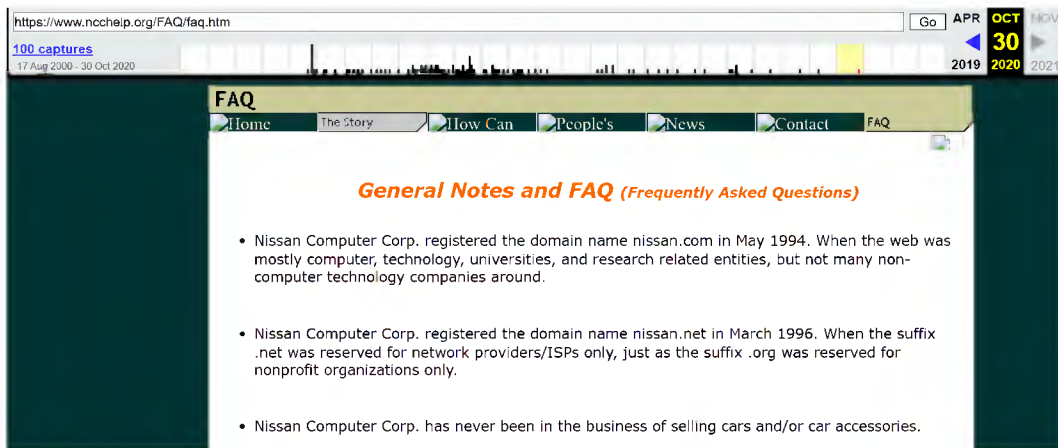 https://www.ncchelp.org/FAQ/faq.htm
Go
APR OCT NOV
100 captures
30
17 Aug 2000 - 30 Oct 2020
2019 2020 2021
FAQ
Home The Story How Can People's News Contact FAQ
General Notes and FAQ (Frequently Asked Questions)
• Nissan Computer Corp. registered the domain name nissan.com in May 1994. When the web was
mostly computer, technology, universities, and research related entities, but not many non-
computer technology companies around.
• Nissan Computer Corp. registered the domain name nissan.net in March 1996. When the suffix
.net was reserved for network providers/ISPs only, just as the suffix .org was reserved for
nonprofit organizations only.
• Nissan Computer Corp. has never been in the business of selling cars and/or car accessories.